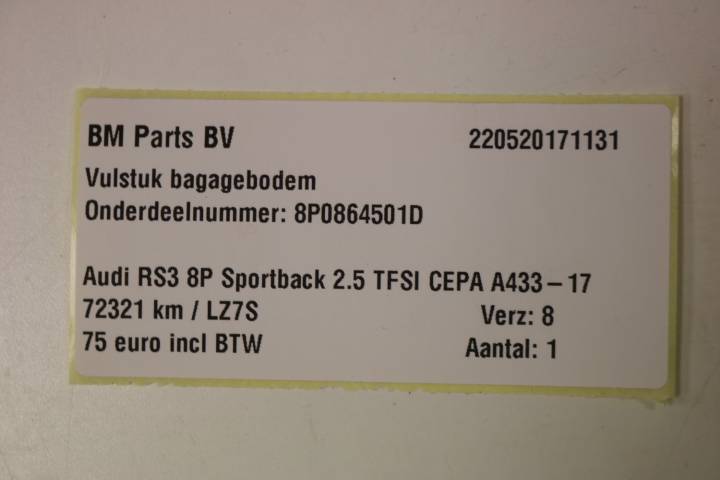 BM Parts BV 220520171131
Vulstuk bagagebodem
Onderdeelnummer: 8P0864501D
Audi RS3 8P Sportback 2.5 TFSI CEPA A433-17
72321 km / LZ7S Verz: 8
75 euro incl BTW Aantal: 1